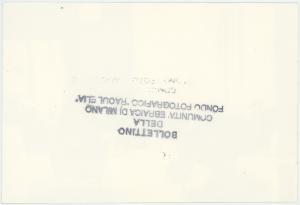 BOLLETTINO
DELLA
COMUNITA' EBRAICA DI MILANO
FONDO FOTOGRAFICO "RAOUL ELIA"